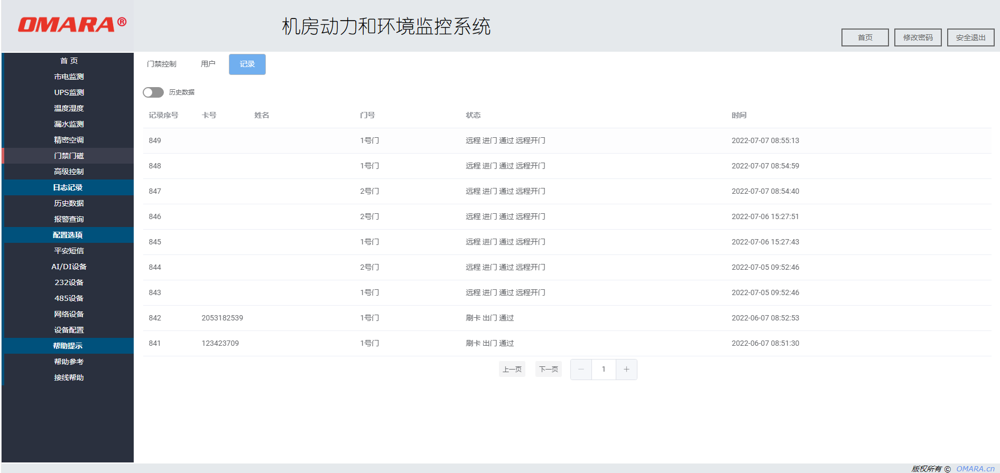 OMARA®
机房动力和环境监控系统
首页 修改密码 安全退出
首 页
市电监测
UPS监测
温度湿度
漏水监测
精密空调
门禁门磁
高级控制
日志记录
历史数据
报警查询
配置选项
平安短信
AI/DI设备
232设备
485设备
网络设备
设备配置
帮助提示
帮助参考
接线帮助
门禁控制 用户 记录
历史数据
记录序号 卡号 姓名 门号 状态 时间
849 1号门 远程 进门 通过 远程开门 2022-07-07 08:55:13
848 1号门 远程 进门 通过 远程开门 2022-07-07 08:54:59
847 2号门 远程 进门 通过 远程开门 2022-07-07 08:54:40
846 2号门 远程 进门 通过 远程开门 2022-07-06 15:27:51
845 1号门 远程 进门 通过 远程开门 2022-07-06 15:27:43
844 2号门 远程 进门 通过 远程开门 2022-07-05 09:52:46
843 1号门 远程 进门 通过 远程开门 2022-07-05 09:52:46
842 2053182539 1号门 刷卡 出门 通过 2022-06-07 08:52:53
841 123423709 1号门 刷卡 出门 通过 2022-06-07 08:51:30
上一页 下一页 − 1 +
版权所有 © OMARA.cn